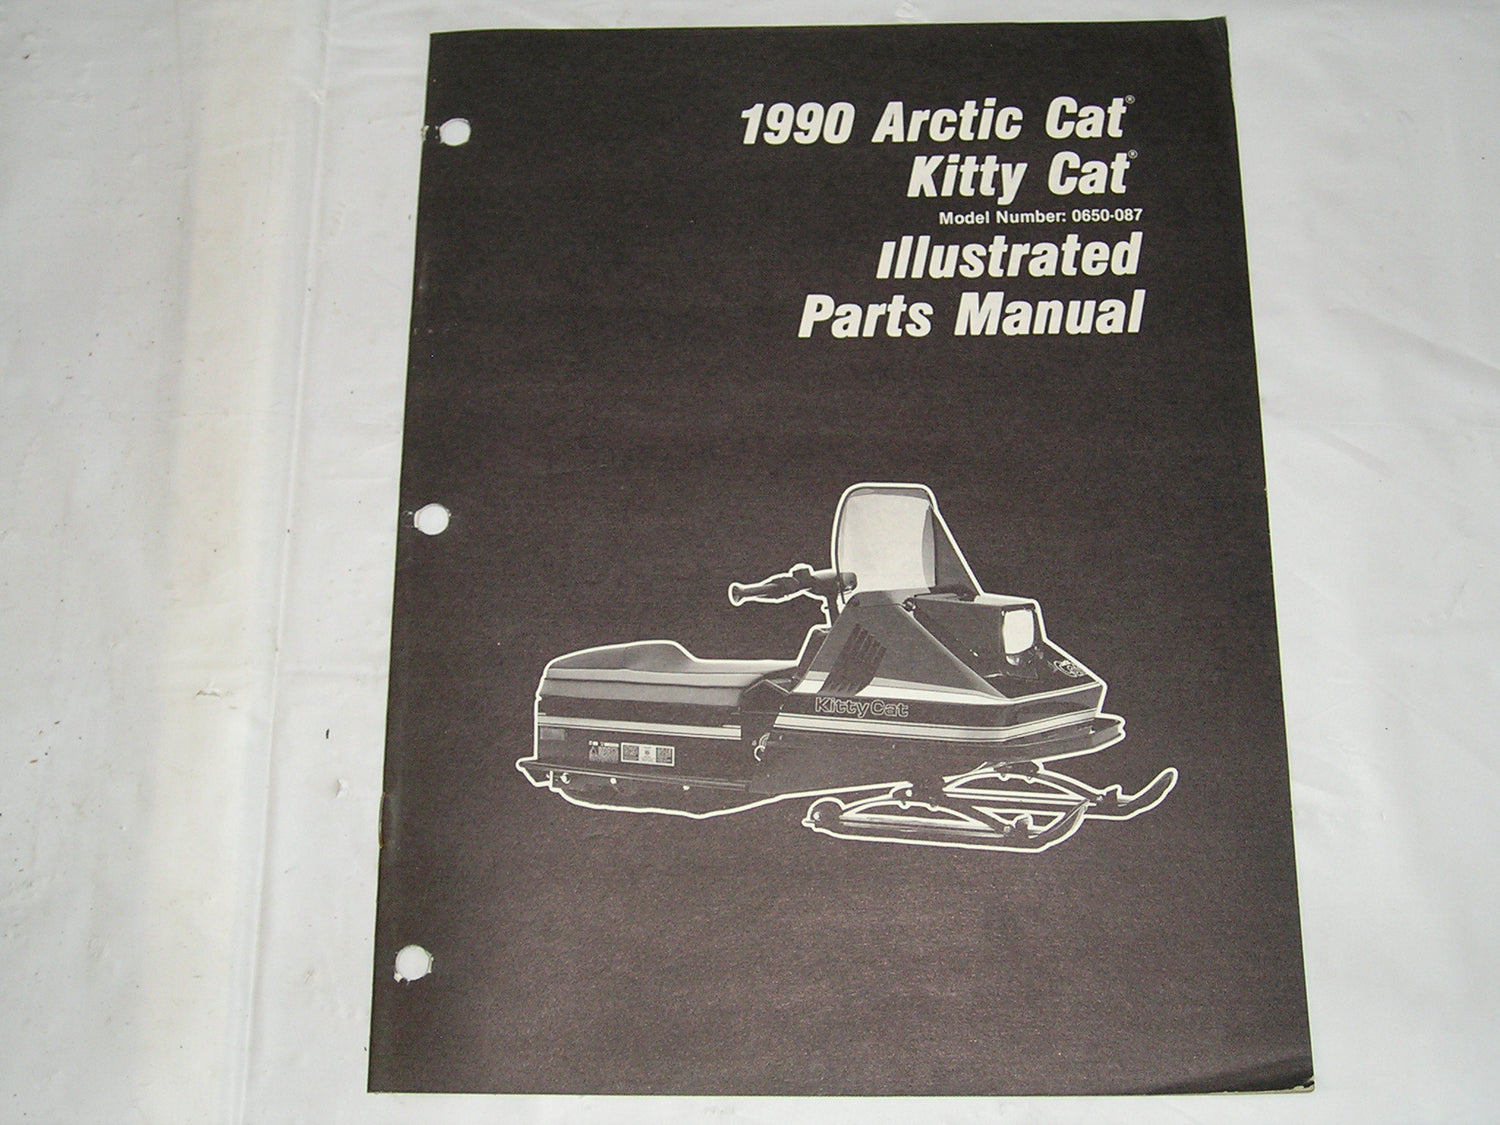 1990 Arctic Cat®
Kitty Cat®
Model Number: 0650-087
Illustrated
Parts Manual
Kitty Cat